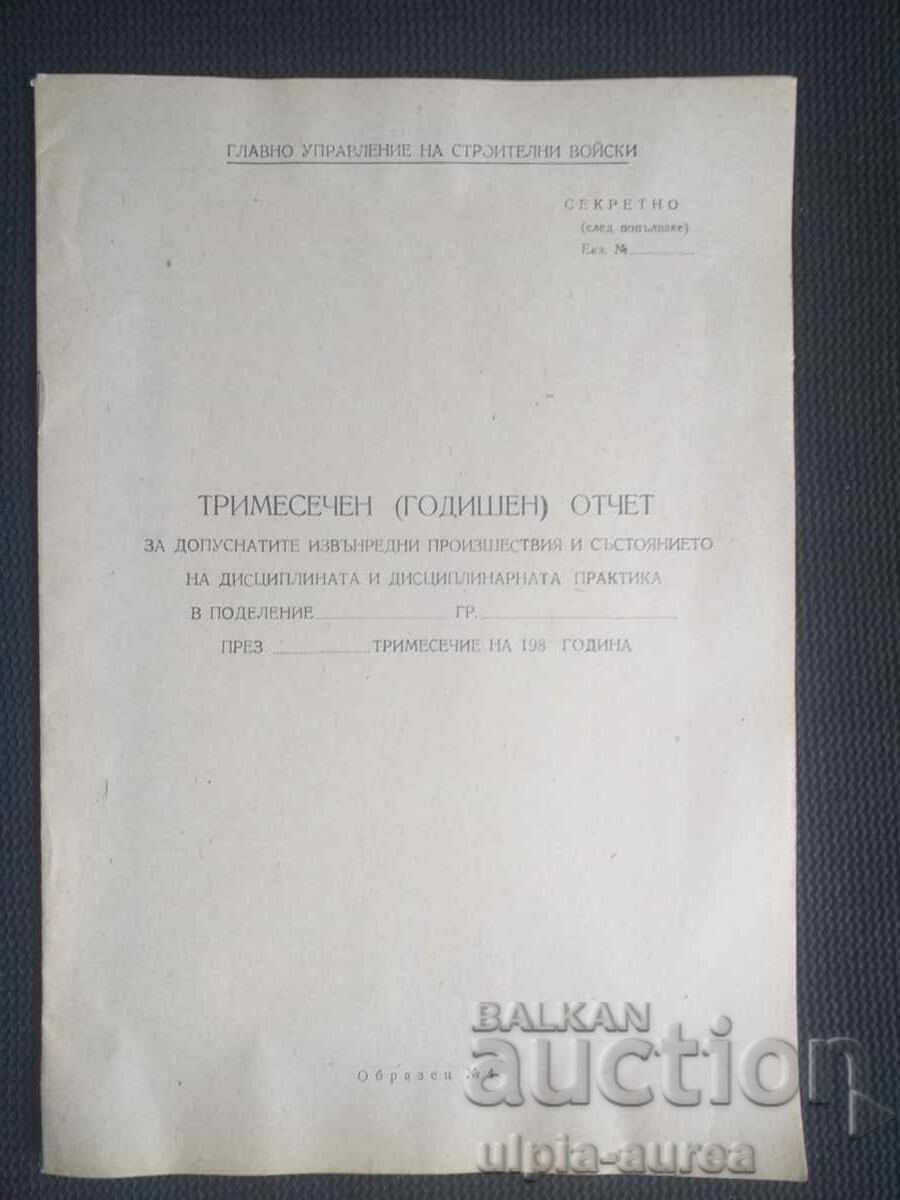 ГЛАВНО УПРАВЛЕНИЕ НА СТРОИТЕЛНИ ВОЙСКИ
СЕКРЕТНО
(след попълване)
Екз. №
ТРИМЕСЕЧЕН (ГОДИШЕН) ОТЧЕТ
ЗА ДОПУСНАТИТЕ ИЗВЪНРЕДНИ ПРОИЗШЕСТВИЯ И СЪСТОЯНИЕТО
НА ДИСЦИПЛИНАТА И ДИСЦИПЛИНАРНАТА ПРАКТИКА
В ПОДЕЛЕНИЕ ГР.
ПРЕЗ ТРИМЕСЕЧИЕ НА 198 ГОДИНА
Образец №
BALKAN
auction
ulpia-aurea